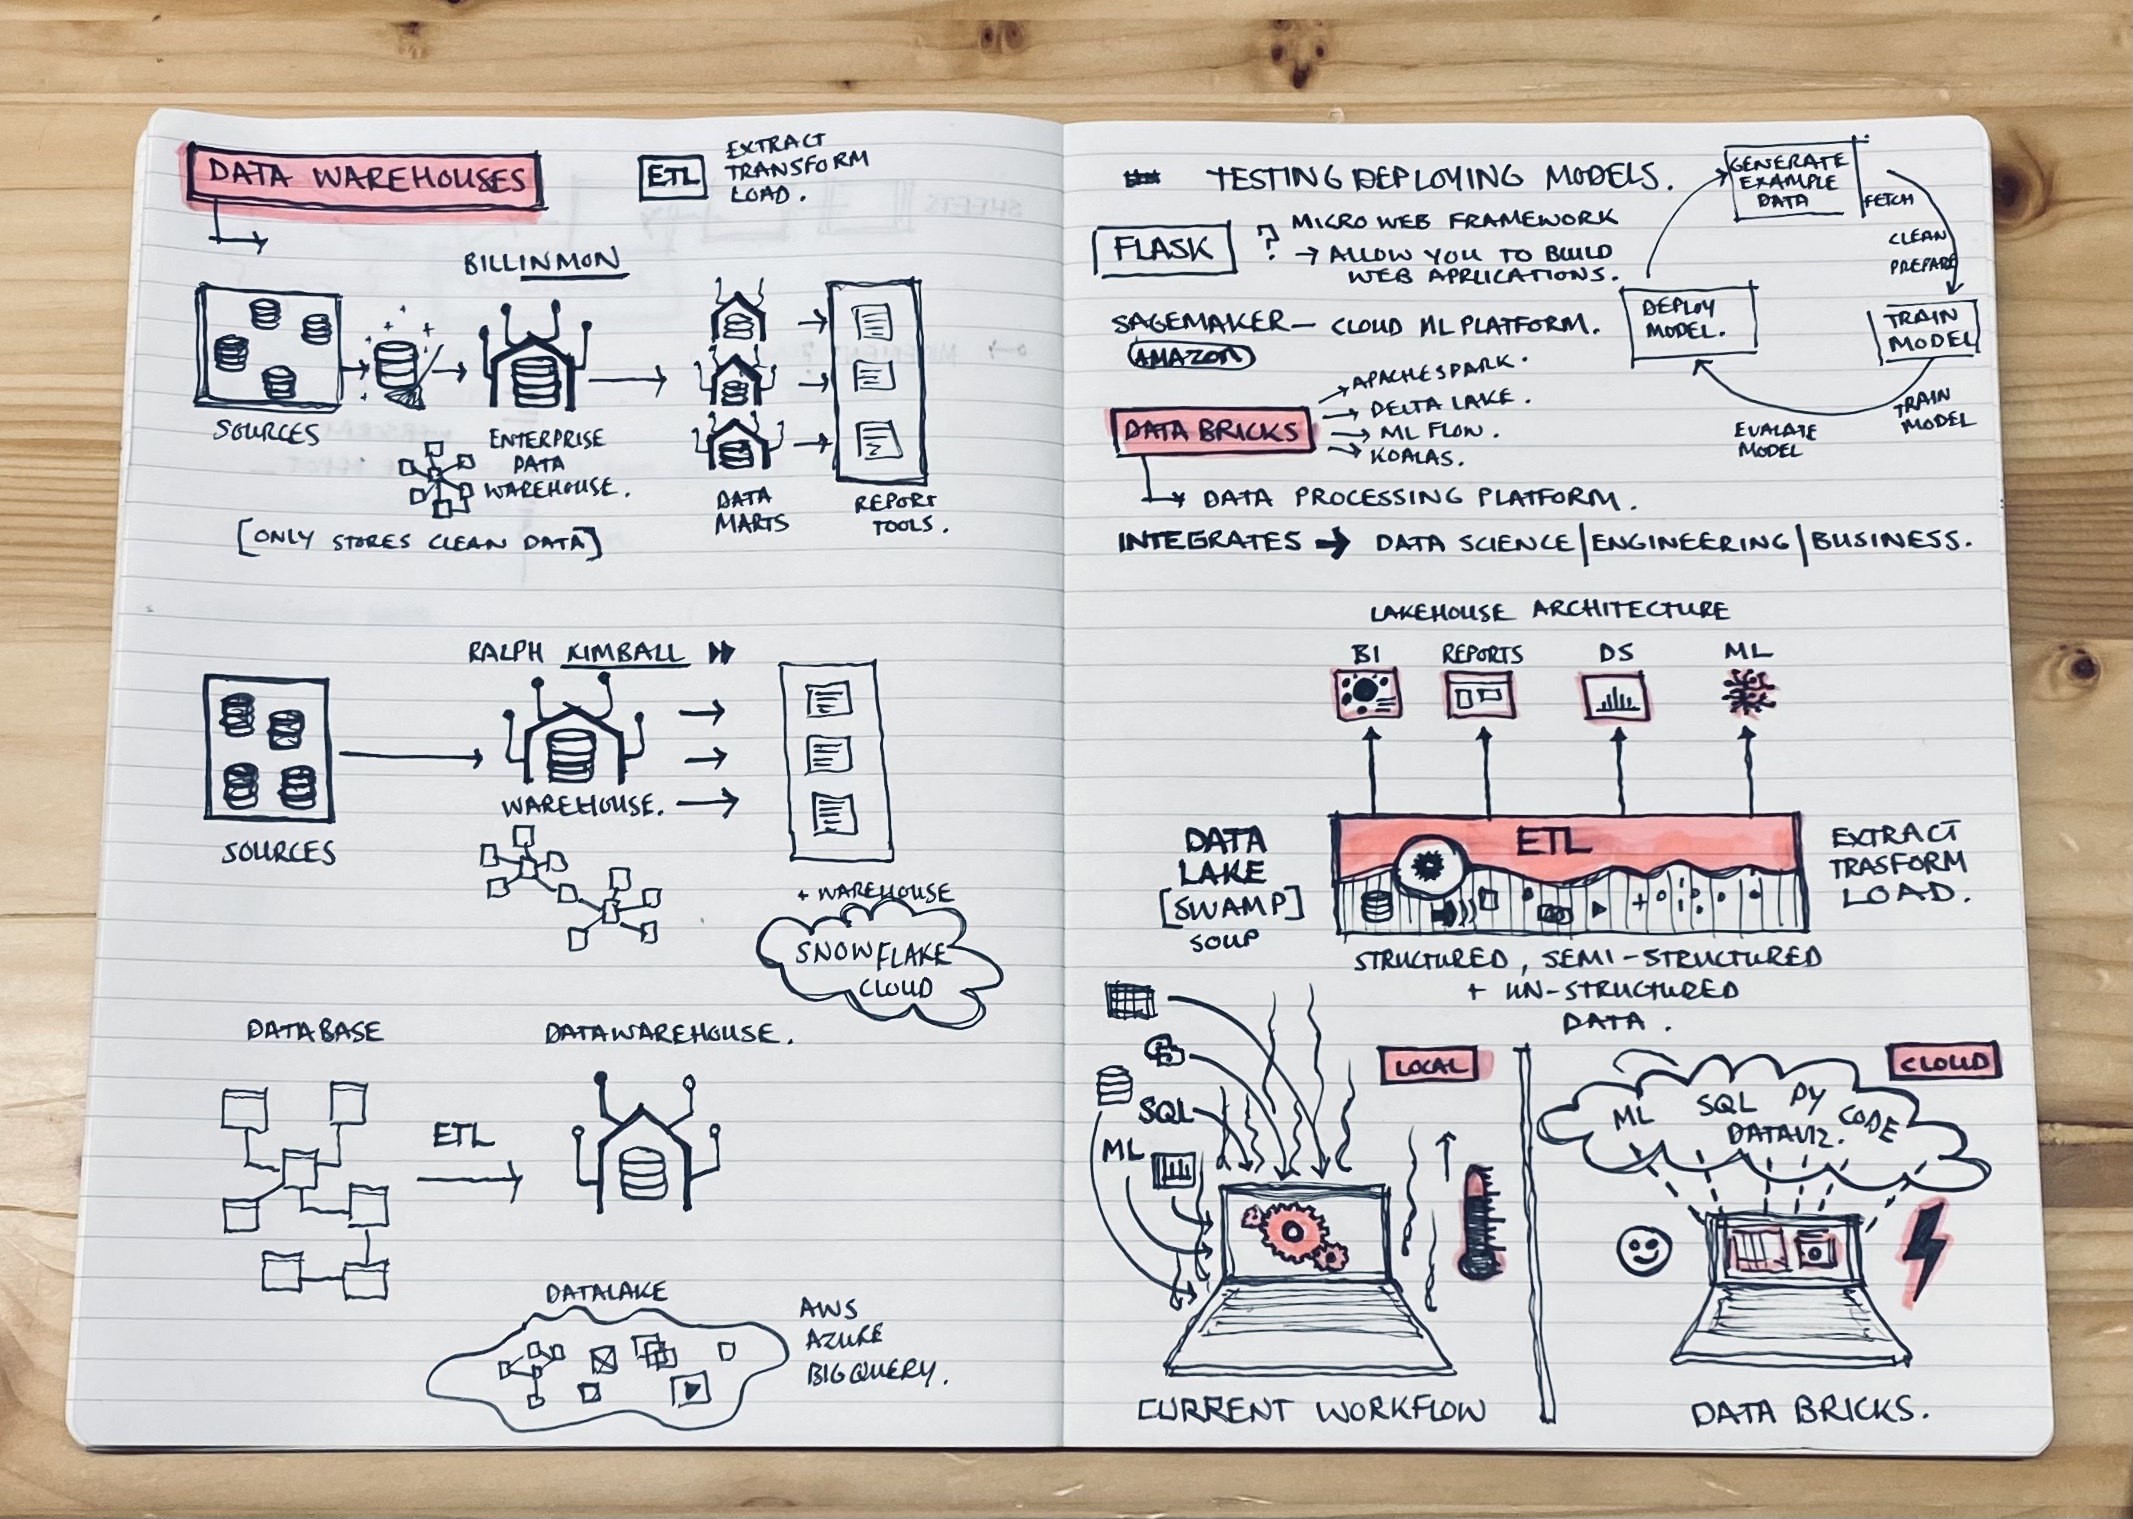 DATA WAREHOUSES
ETL
EXTRACT
TRANSFORM
LOAD.
BILL INMON
SOURCES
ENTERPRISE
DATA
WAREHOUSE.
DATA
MARTS
REPORT
TOOLS.
[ONLY STORES CLEAN DATA]
RALPH KIMBALL
SOURCES
WAREHOUSE.
+ WAREHOUSE
SNOWFLAKE
CLOUD
DATABASE
DATAWAREHOUSE.
ETL
DATALAKE
AWS
AZURE
BIGQUERY.
TESTING DEPLOYING MODELS.
FLASK
? MICRO WEB FRAMEWORK
→ ALLOW YOU TO BUILD
WEB APPLICATIONS.
SAGEMAKER — CLOUD ML PLATFORM.
AMAZON
GENERATE
EXAMPLE
DATA
FETCH
CLEAN
PREPARE
TRAIN
MODEL
TRAIN
MODEL
EVALATE
MODEL
DEPLOY
MODEL.
DATA BRICKS
→ APACHE SPARK.
→ DELTA LAKE.
→ ML FLOW.
→ KOALAS.
→ DATA PROCESSING PLATFORM.
INTEGRATES → DATA SCIENCE | ENGINEERING | BUSINESS.
LAKEHOUSE ARCHITECTURE
BI REPORTS DS ML
DATA
LAKE
[SWAMP]
SOUP
ETL
EXTRACT
TRASFORM
LOAD.
STRUCTURED, SEMI-STRUCTURED
+ UN-STRUCTURED
DATA.
LOCAL
SQL
ML
CURRENT WORKFLOW
CLOUD
ML SQL PY CODE
DATAVIZ.
DATA BRICKS.